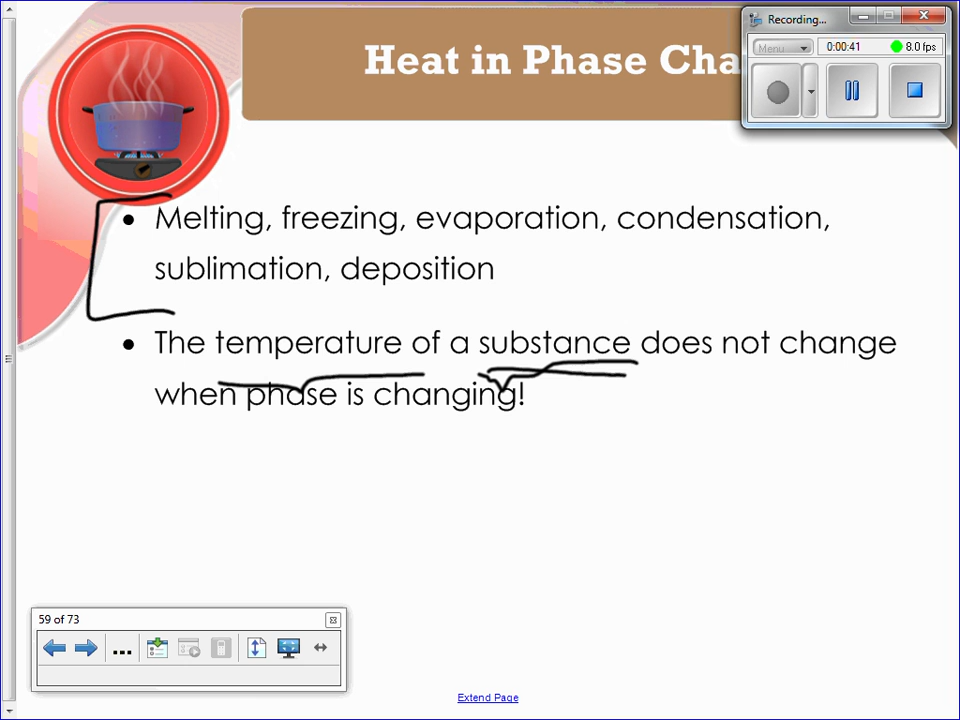 Heat in Phase Cha
Recording...
Menu
0:00:41
8.0 fps
• Melting, freezing, evaporation, condensation,
sublimation, deposition
• The temperature of a substance does not change
when phase is changing!
59 of 73
Extend Page